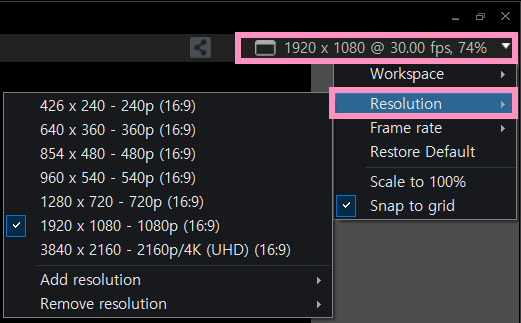 1920 x 1080 @ 30.00 fps, 74%
Workspace
Resolution
Frame rate
Restore Default
Scale to 100%
Snap to grid
426 x 240 - 240p (16:9)
640 x 360 - 360p (16:9)
854 x 480 - 480p (16:9)
960 x 540 - 540p (16:9)
1280 x 720 - 720p (16:9)
1920 x 1080 - 1080p (16:9)
3840 x 2160 - 2160p/4K (UHD) (16:9)
Add resolution
Remove resolution